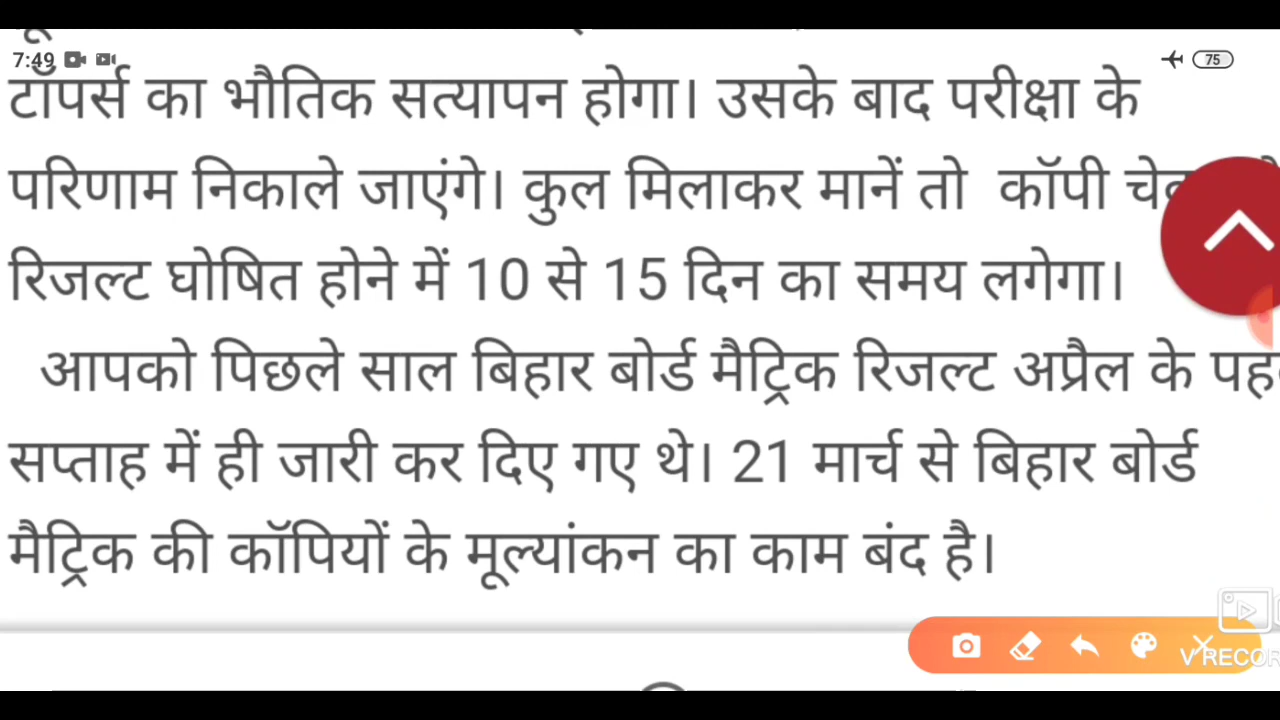 7:49
75
टॉपर्स का भौतिक सत्यापन होगा। उसके बाद परीक्षा के
परिणाम निकाले जाएंगे। कुल मिलाकर मानें तो कॉपी
रिजल्ट घोषित होने में 10 से 15 दिन का समय लगेगा।
आपको पिछले साल बिहार बोर्ड मैट्रिक रिजल्ट अप्रैल के
सप्ताह में ही जारी कर दिए गए थे। 21 मार्च से बिहार बोर्ड
मैट्रिक की कॉपियों के मूल्यांकन का काम बंद है।
V RECOR